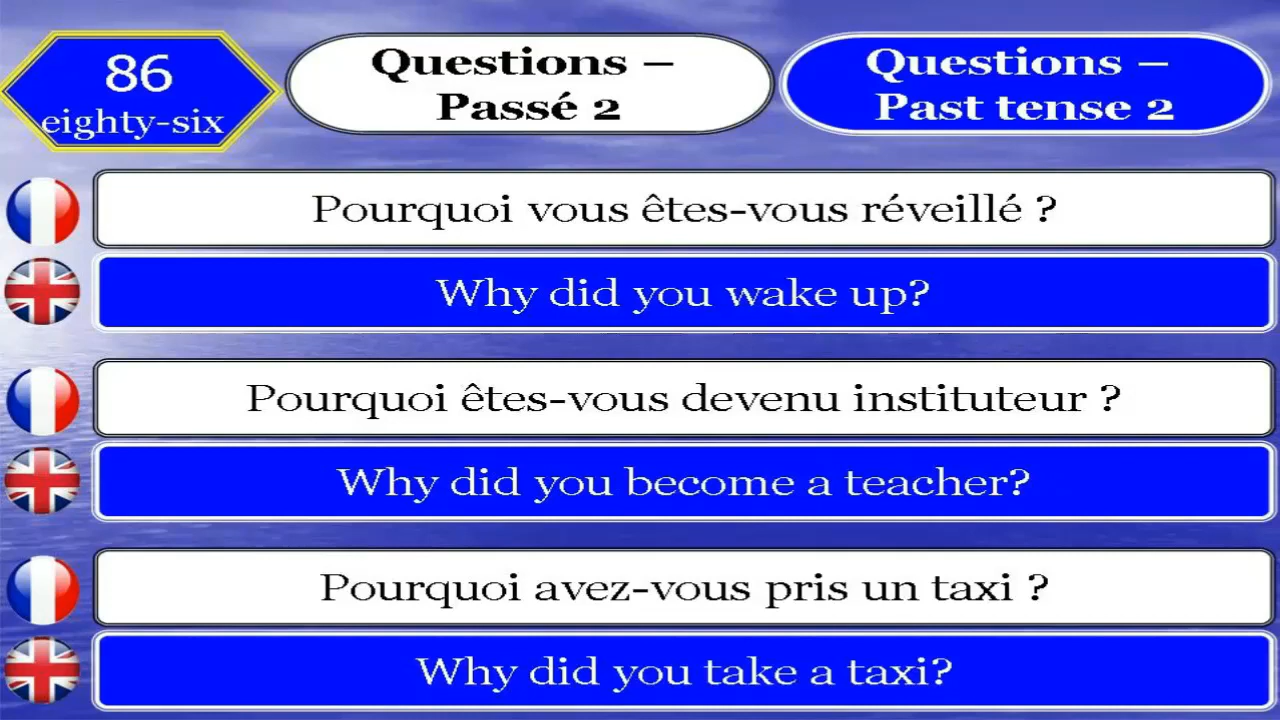 86
eighty-six
Questions –
Passé 2
Questions –
Past tense 2
Pourquoi vous êtes-vous réveillé ?
Why did you wake up?
Pourquoi êtes-vous devenu instituteur ?
Why did you become a teacher?
Pourquoi avez-vous pris un taxi ?
Why did you take a taxi?